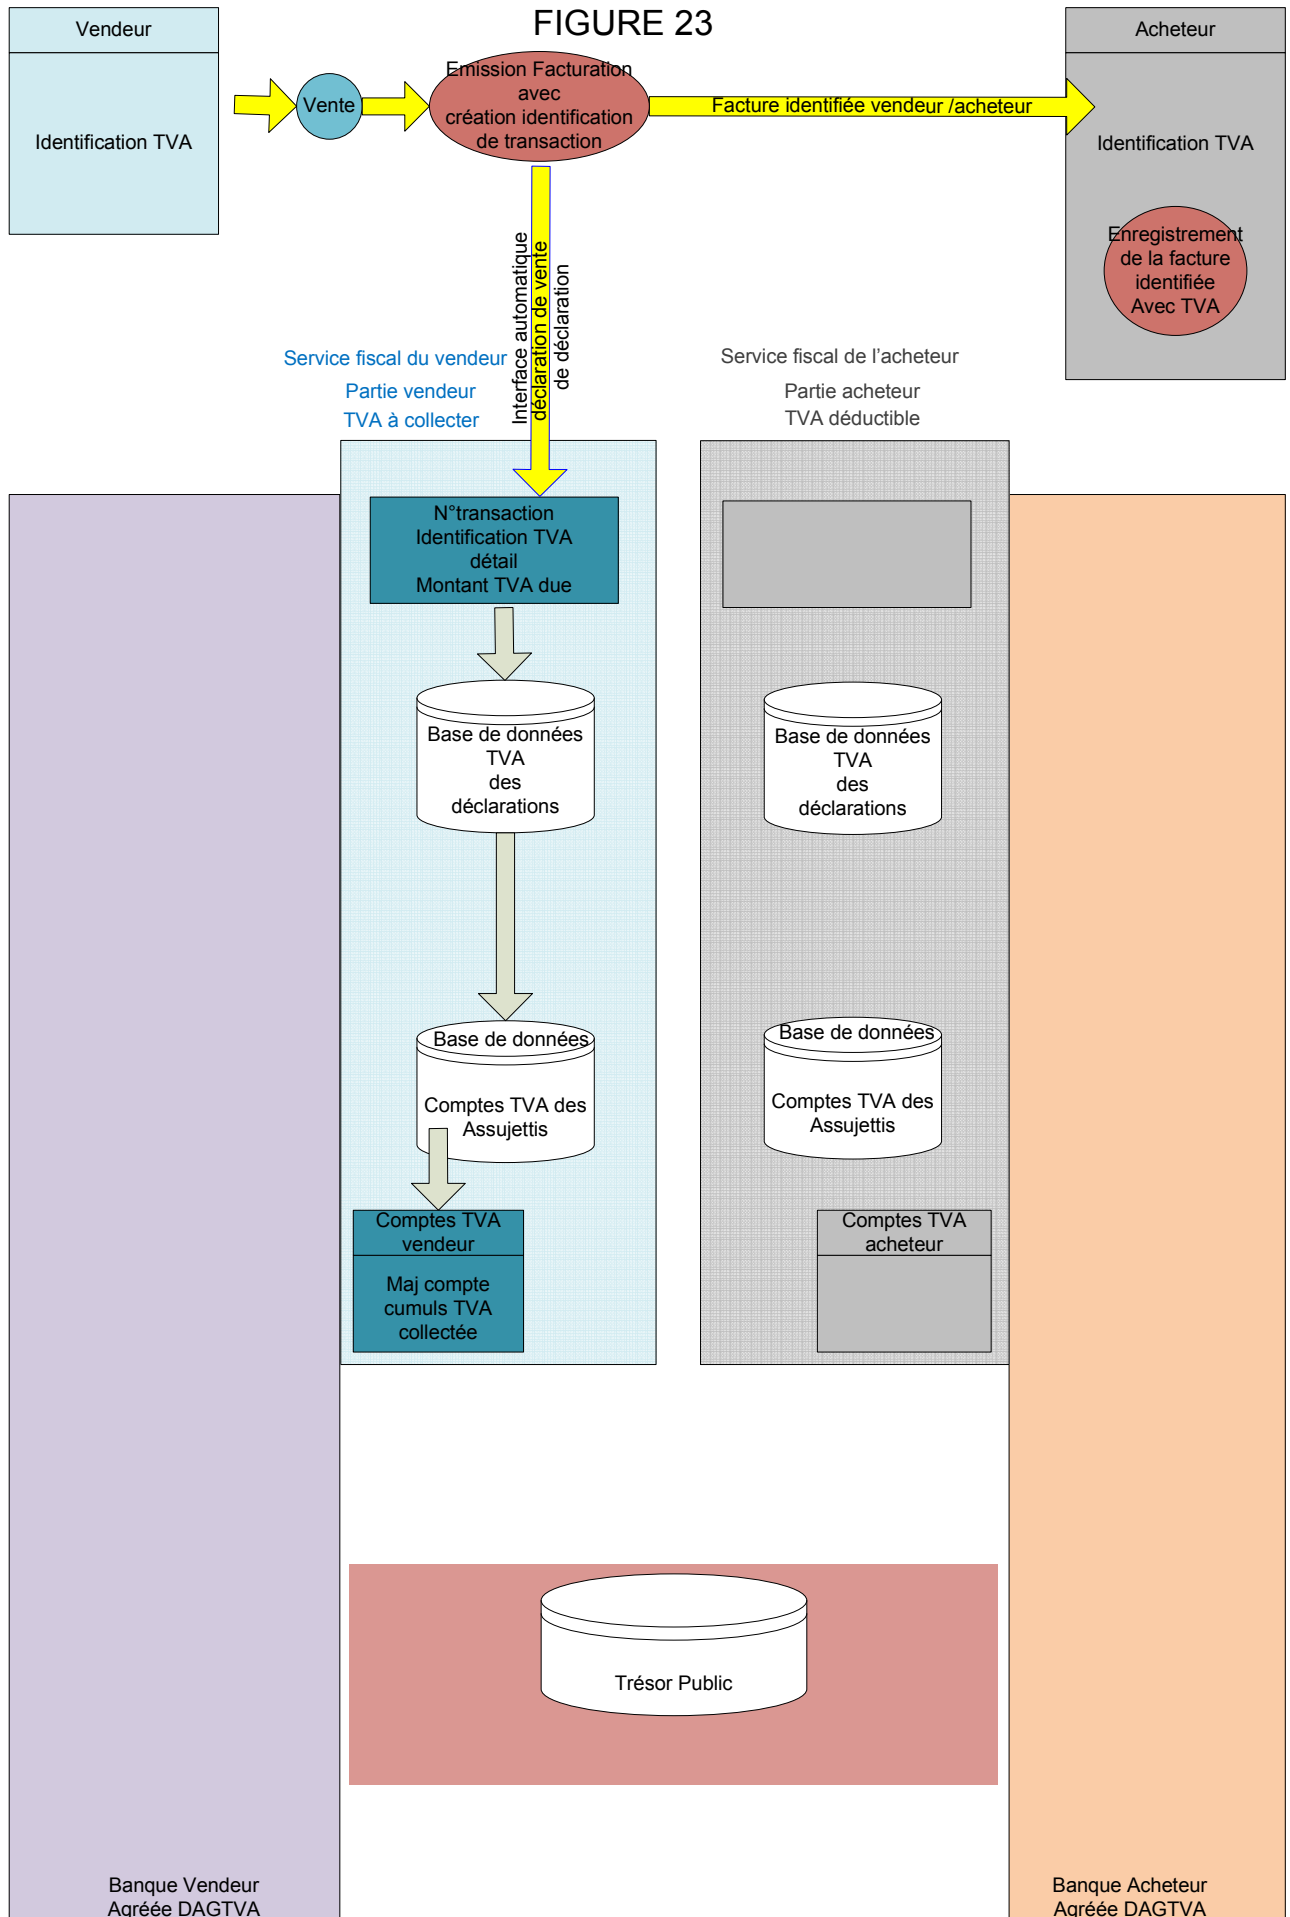 FIGURE 23
Vendeur
Identification TVA
Vente
Emission Facturation
avec
création identification
de transaction
Facture identifiée vendeur /acheteur
Acheteur
Identification TVA
Enregistrement
de la facture
identifiée
Avec TVA
Interface automatique
déclaration de vente
de déclaration
Service fiscal du vendeur
Partie vendeur
TVA à collecter
Service fiscal de l’acheteur
Partie acheteur
TVA déductible
N°transaction
Identification TVA
détail
Montant TVA due
Base de données
TVA
des
déclarations
Base de données
TVA
des
déclarations
Base de données
Comptes TVA des
Assujettis
Base de données
Comptes TVA des
Assujettis
Comptes TVA
vendeur
Maj compte
cumuls TVA
collectée
Comptes TVA
acheteur
Trésor Public
Banque Vendeur
Agréée DAGTVA
Banque Acheteur
Agréée DAGTVA